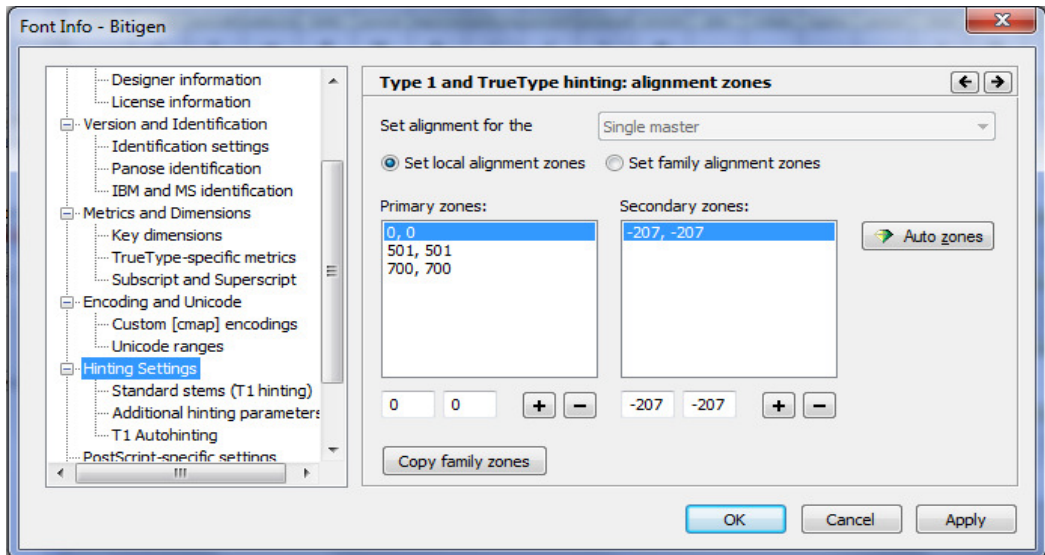 Font Info - Bitigen
Designer information
License information
Version and Identification
Identification settings
Panose identification
IBM and MS identification
Metrics and Dimensions
Key dimensions
TrueType-specific metrics
Subscript and Superscript
Encoding and Unicode
Custom [cmap] encodings
Unicode ranges
Hinting Settings
Standard stems (T1 hinting)
Additional hinting parameters
T1 Autohinting
PostScript-specific settings
Type 1 and TrueType hinting: alignment zones
Set alignment for the Single master
Set local alignment zones Set family alignment zones
Primary zones: Secondary zones:
0, 0 -207, -207
501, 501
700, 700
Auto zones
0 0 + − -207 -207 + −
Copy family zones
OK Cancel Apply